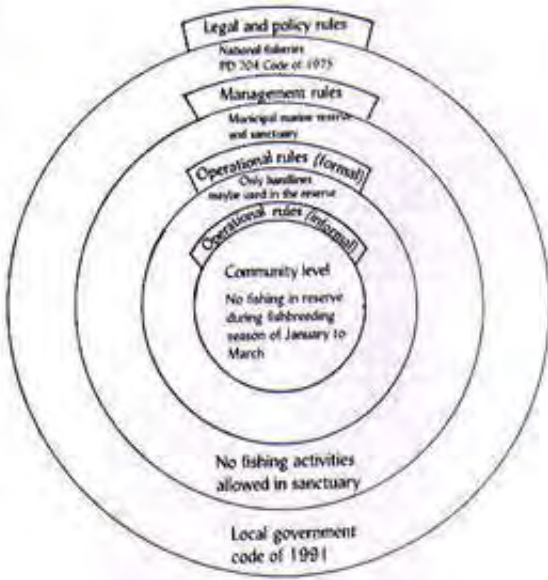 Legal and policy rules
National fisheries
PD 704 Code of 1975
Management rules
Municipal marine reserve
and sanctuary
Operational rules (formal)
Only handlines
maybe used in the reserve
Operational rules (informal)
Community level
No fishing in reserve
during fishbreeding
season of January to
March
No fishing activities
allowed in sanctuary
Local government
code of 1991